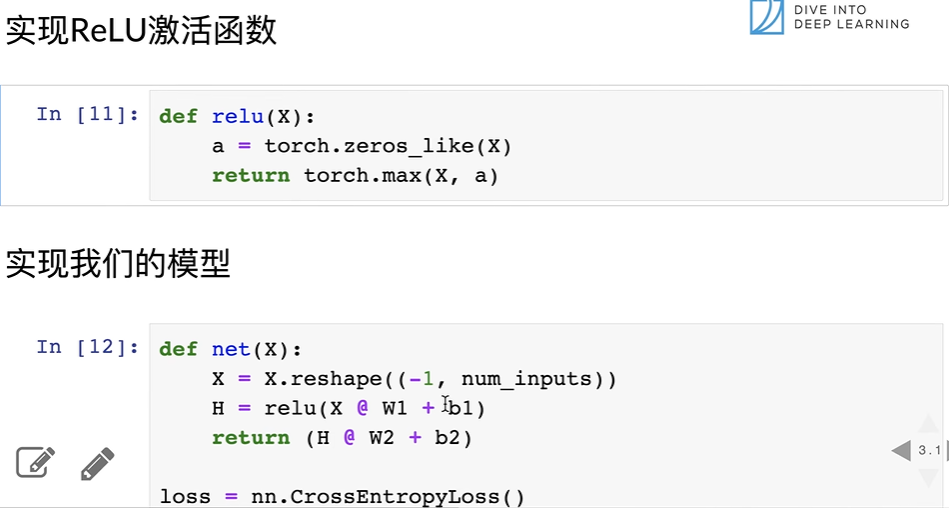 实现ReLU激活函数
DIVE INTO
DEEP LEARNING
In [11]:
def relu(X):
    a = torch.zeros_like(X)
    return torch.max(X, a)
实现我们的模型
In [12]:
def net(X):
    X = X.reshape((-1, num_inputs))
    H = relu(X @ W1 + b1)
    return (H @ W2 + b2)
3.1
loss = nn.CrossEntropyLoss()